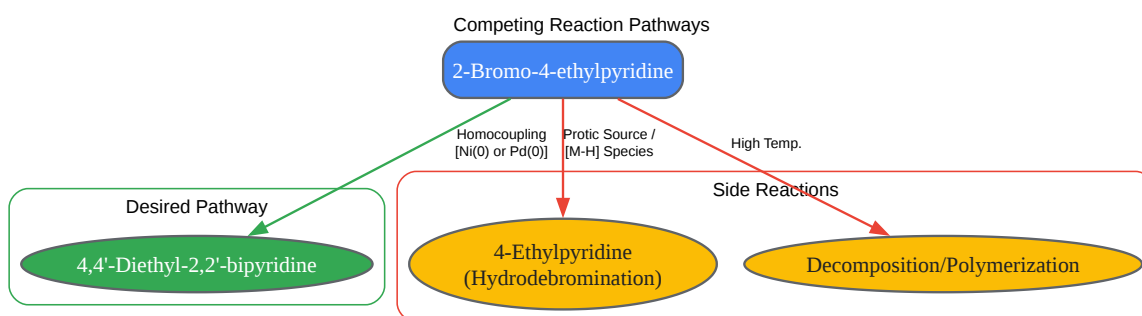 Competing Reaction Pathways
2-Bromo-4-ethylpyridine
Homocoupling
[Ni(0) or Pd(0)]
Protic Source /
[M-H] Species
High Temp.
Desired Pathway
4,4'-Diethyl-2,2'-bipyridine
Side Reactions
4-Ethylpyridine
(Hydrodebromination)
Decomposition/Polymerization